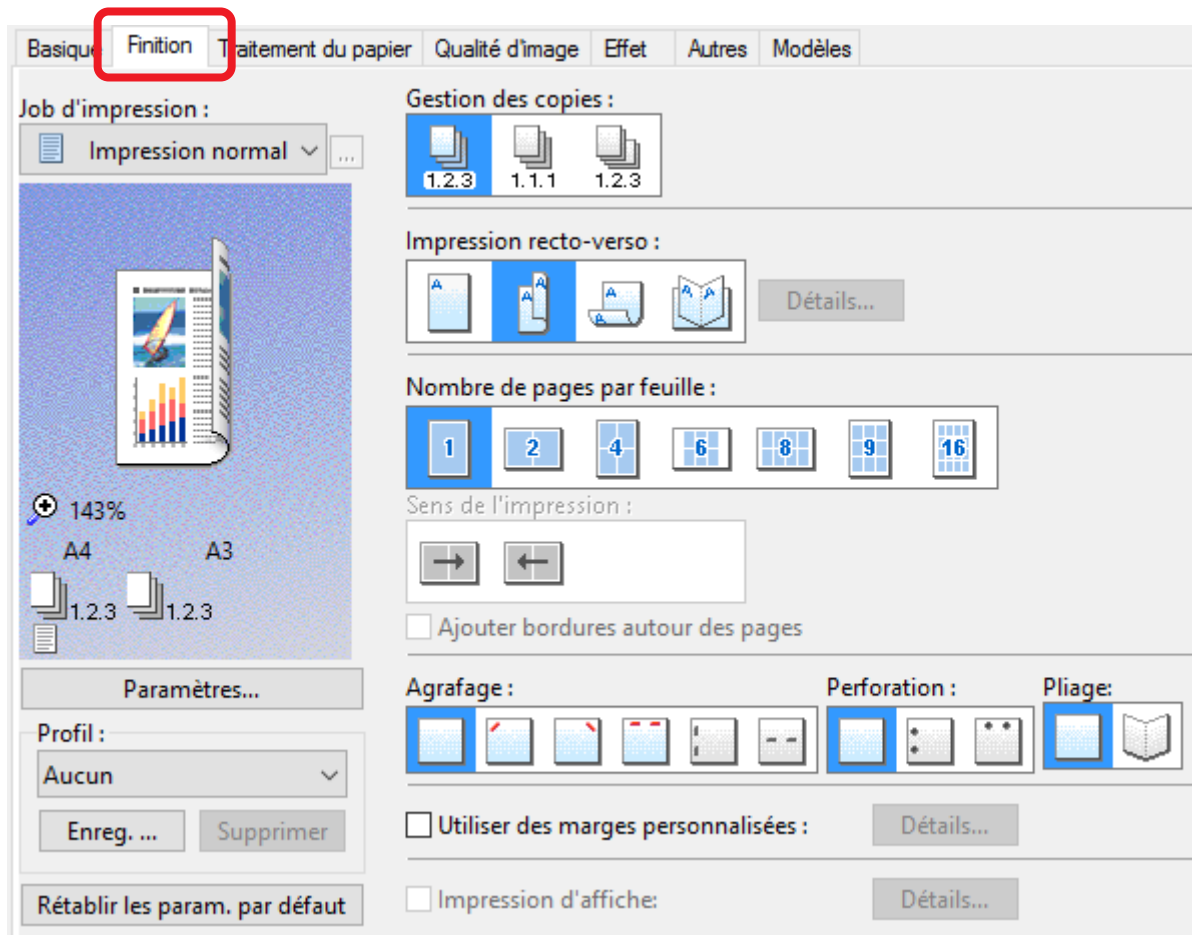 Basique Finition Traitement du papier Qualité d'image Effet Autres Modèles
Job d'impression :
Impression normal ...
143%
A4 A3
1.2.3 1.2.3
Paramètres...
Profil :
Aucun
Enreg. ... Supprimer
Rétablir les param. par défaut
Gestion des copies :
1.2.3 1.1.1 1.2.3
Impression recto-verso :
A A A A A A A
Détails...
Nombre de pages par feuille :
1 2 4 6 8 9 16
Sens de l'impression :
Ajouter bordures autour des pages
Agrafage : Perforation : Pliage:
Utiliser des marges personnalisées : Détails...
Impression d'affiche: Détails...